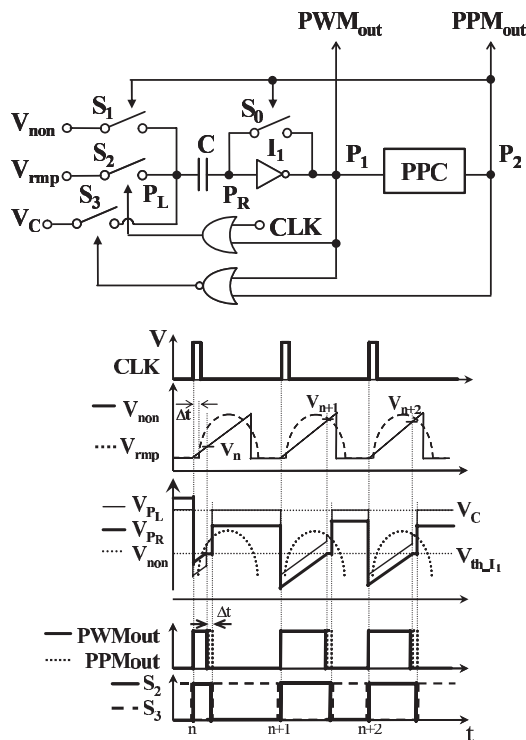 PWMout PPMout
S1 S0
Vnon
C I1
S2 P1 P2
Vrmp PPC
S3 PL PR
VC CLK
V
CLK
Vnon Δt Vn+1 Vn+2
Vrmp Vn
VPL VC
VPR
Vnon Vth_I1
Δt
PWMout
PPMout
S2
S3
n n+1 n+2 t